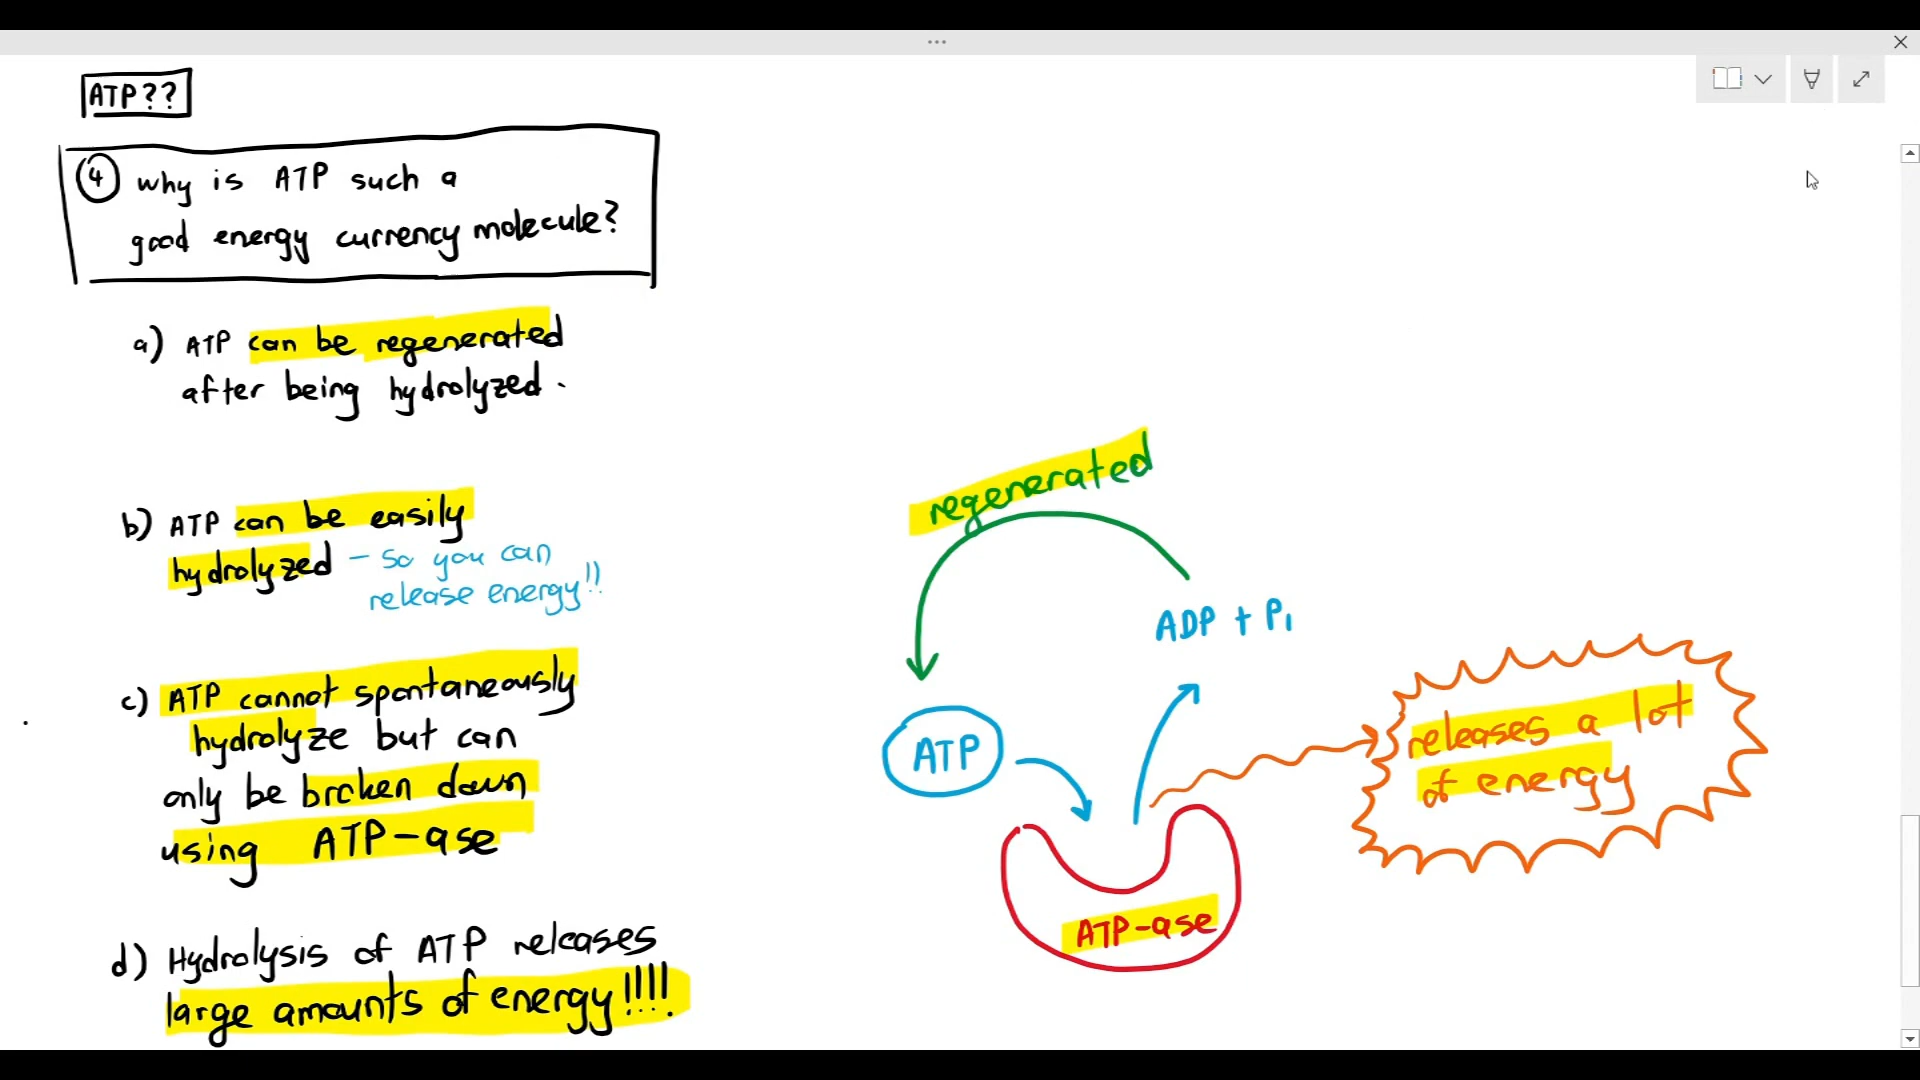 ATP??
4 why is ATP such a
good energy currency molecule?
a) ATP can be regenerated
after being hydrolyzed.
b) ATP can be easily
hydrolyzed – so you can
release energy!!
c) ATP cannot spontaneously
hydrolyze but can
only be broken down
using ATP-ase
d) Hydrolysis of ATP releases
large amounts of energy!!!!
regenerated
ADP + Pi
ATP
releases a lot
of energy
ATP-ase